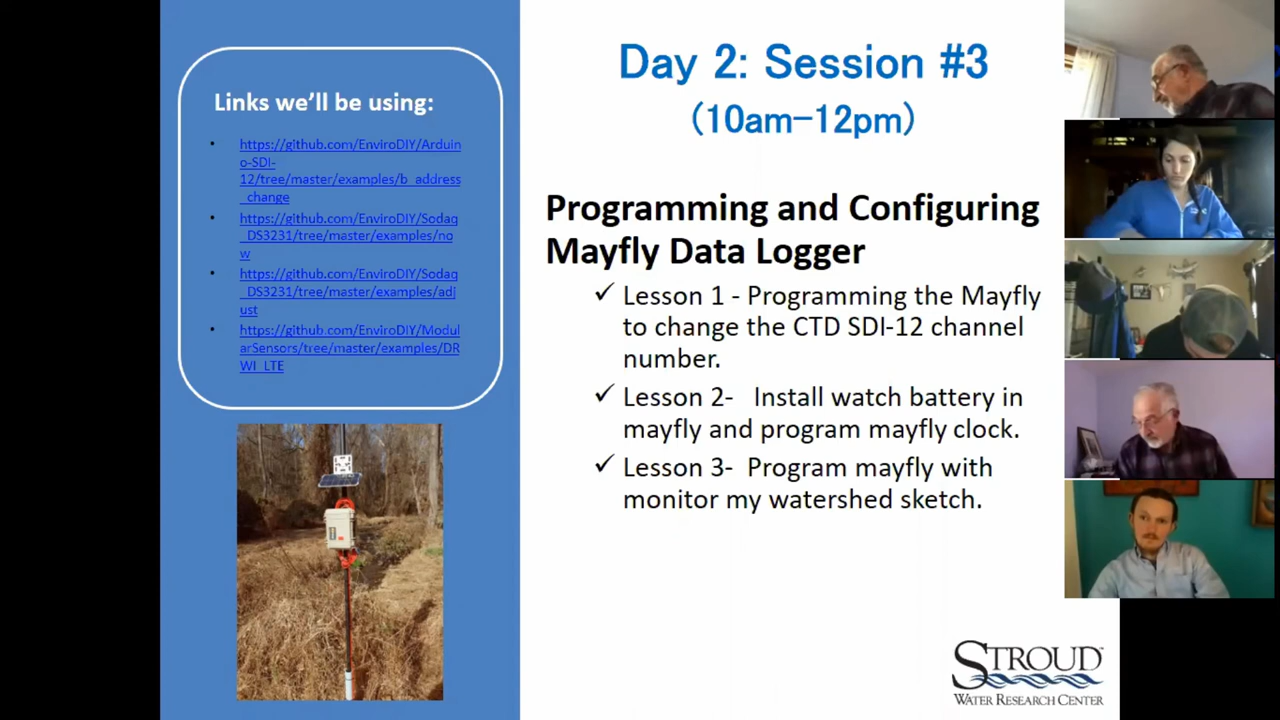 Links we'll be using:
• https://github.com/EnviroDIY/Arduin
o-SDI-
12/tree/master/examples/b_address
_change
• https://github.com/EnviroDIY/Sodaq
_DS3231/tree/master/examples/no
w
• https://github.com/EnviroDIY/Sodaq
_DS3231/tree/master/examples/adj
ust
• https://github.com/EnviroDIY/Modul
arSensors/tree/master/examples/DR
WI_LTE
Day 2: Session #3
(10am-12pm)
Programming and Configuring
Mayfly Data Logger
✓ Lesson 1 - Programming the Mayfly
to change the CTD SDI-12 channel
number.
✓ Lesson 2- Install watch battery in
mayfly and program mayfly clock.
✓ Lesson 3- Program mayfly with
monitor my watershed sketch.
STROUD™
WATER RESEARCH CENTER